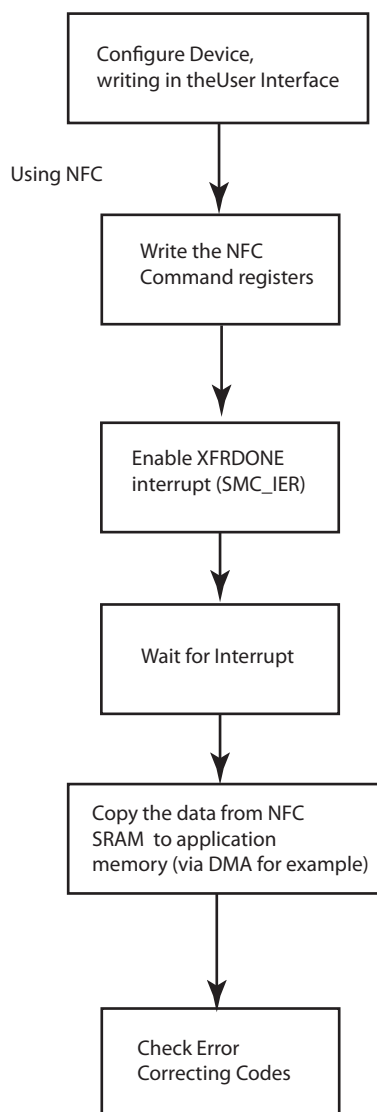 Configure Device,
writing in theUser Interface
Using NFC
Write the NFC
Command registers
Enable XFRDONE
interrupt (SMC_IER)
Wait for Interrupt
Copy the data from NFC
SRAM to application
memory (via DMA for example)
Check Error
Correcting Codes